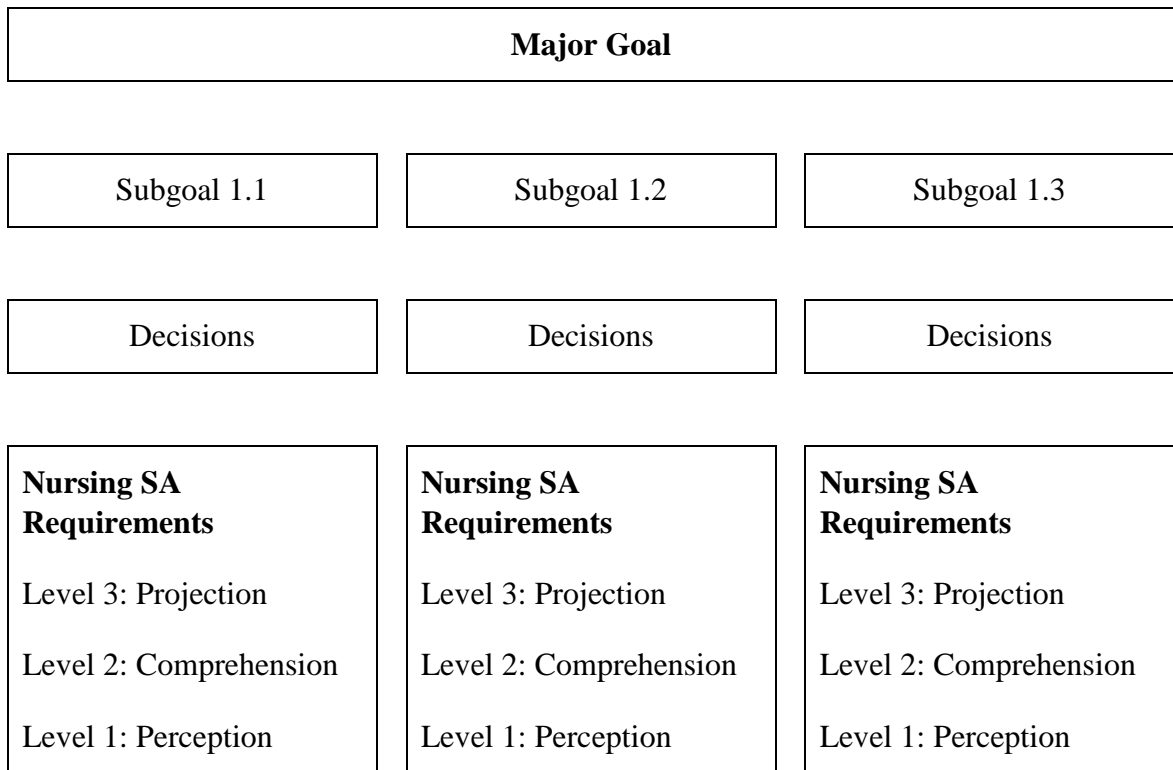 Major Goal
Subgoal 1.1
Subgoal 1.2
Subgoal 1.3
Decisions
Decisions
Decisions
Nursing SA
Requirements
Level 3: Projection
Level 2: Comprehension
Level 1: Perception
Nursing SA
Requirements
Level 3: Projection
Level 2: Comprehension
Level 1: Perception
Nursing SA
Requirements
Level 3: Projection
Level 2: Comprehension
Level 1: Perception